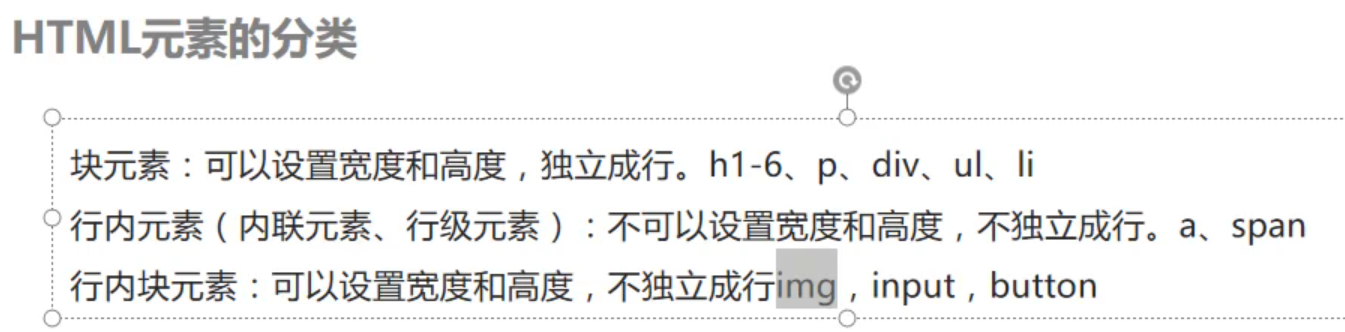 HTML元素的分类
块元素：可以设置宽度和高度，独立成行。h1-6、p、div、ul、li
行内元素（内联元素、行级元素）：不可以设置宽度和高度，不独立成行。a、span
行内块元素：可以设置宽度和高度，不独立成行img，input，button